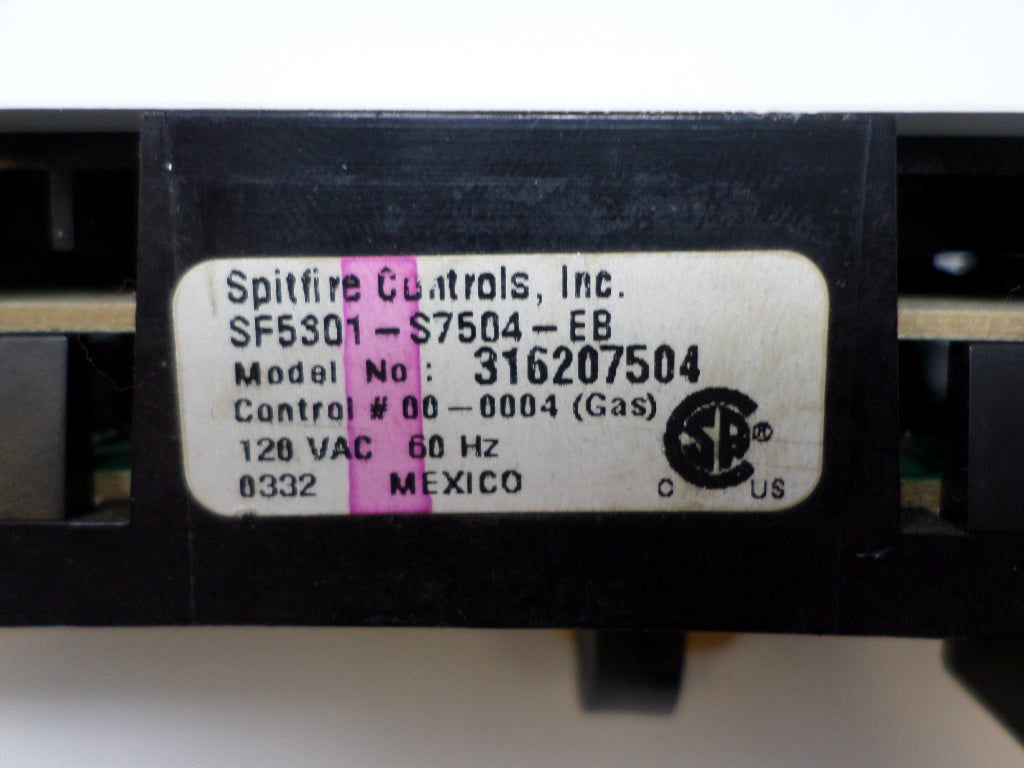 Spitfire Controls, Inc.
SF5301-S7504-EB
Model No: 316207504
Control # 00-0004 (Gas)
120 VAC 60 Hz
0332 MEXICO
SA ®
C US